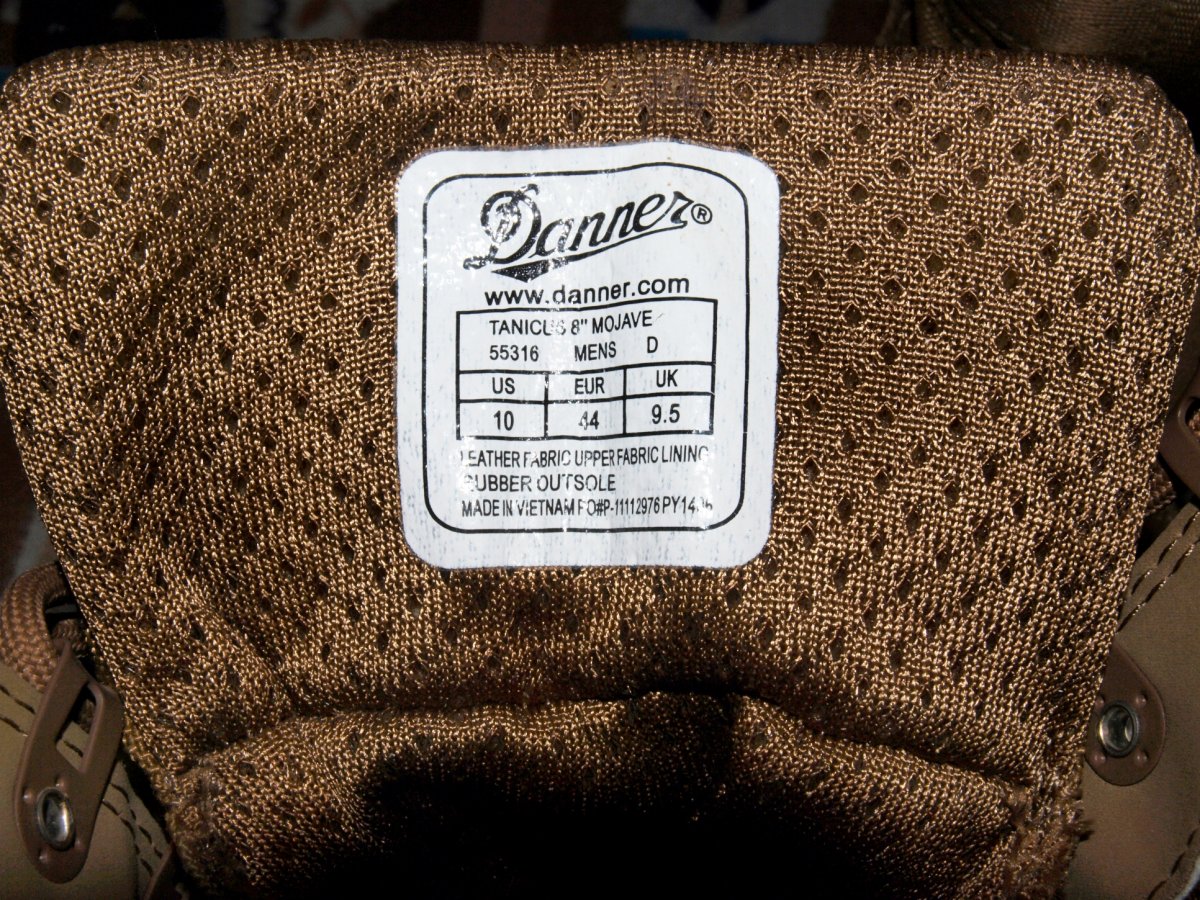 Danner®
www.danner.com
TANICUS 8" MOJAVE
55316 MENS D
US EUR UK
10 44 9.5
LEATHER FABRIC UPPER FABRIC LINING
RUBBER OUTSOLE
MADE IN VIETNAM PO#P-11112976